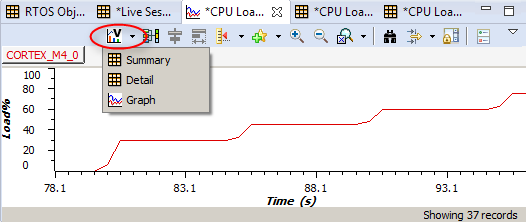 RTOS Obj... *Live Ses... *CPU Loa... *CPU Loa... *CPU Loa...
CORTEX_M4_0
Summary
Detail
Graph
Load%
100
80
60
40
20
0
78.1 83.1 88.1 93.1
Time (s)
Showing 37 records